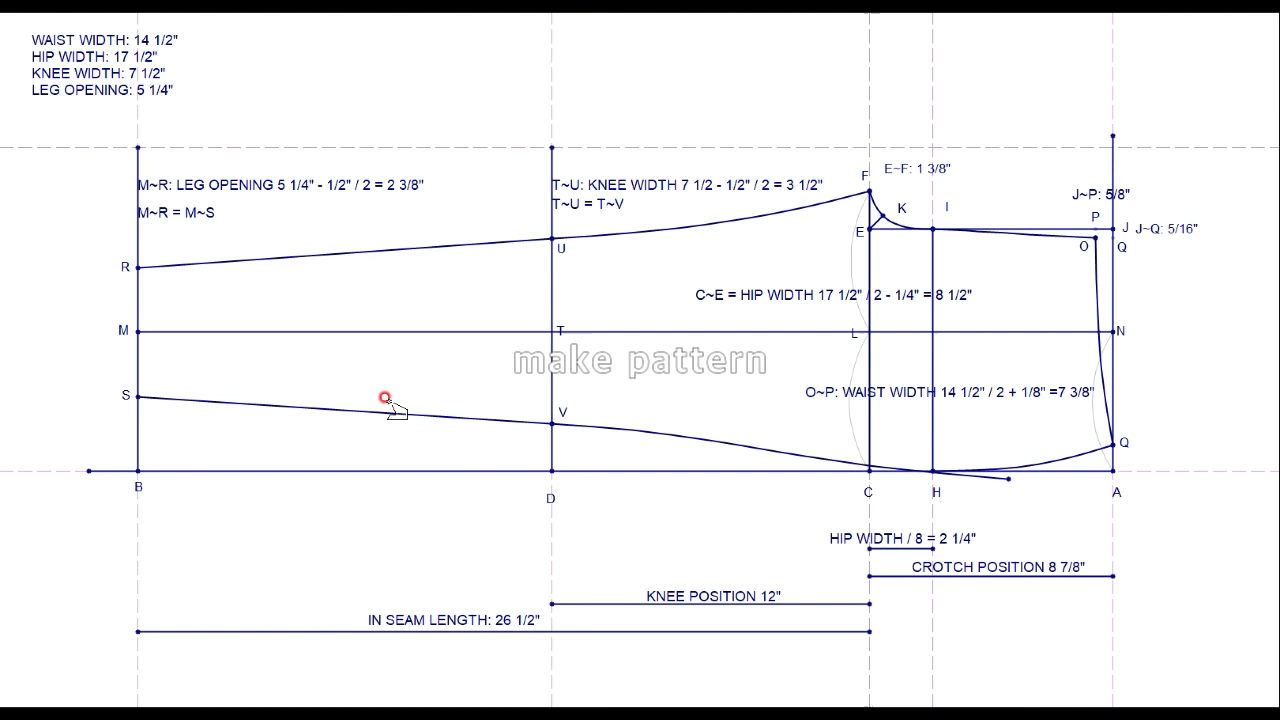 WAIST WIDTH: 14 1/2"
HIP WIDTH: 17 1/2"
KNEE WIDTH: 7 1/2"
LEG OPENING: 5 1/4"
E~F: 1 3/8"
F
M~R: LEG OPENING 5 1/4" - 1/2" / 2 = 2 3/8"
T~U: KNEE WIDTH 7 1/2 - 1/2" / 2 = 3 1/2"
J~P: 5/8"
T~U = T~V
M~R = M~S
K
I
P
J
J~Q: 5/16"
E
U
O
Q
R
C~E = HIP WIDTH 17 1/2" / 2 - 1/4" = 8 1/2"
M
T
L
N
make pattern
O~P: WAIST WIDTH 14 1/2" / 2 + 1/8" =7 3/8"
S
V
Q
B
D
C
H
A
HIP WIDTH / 8 = 2 1/4"
CROTCH POSITION 8 7/8"
KNEE POSITION 12"
IN SEAM LENGTH: 26 1/2"